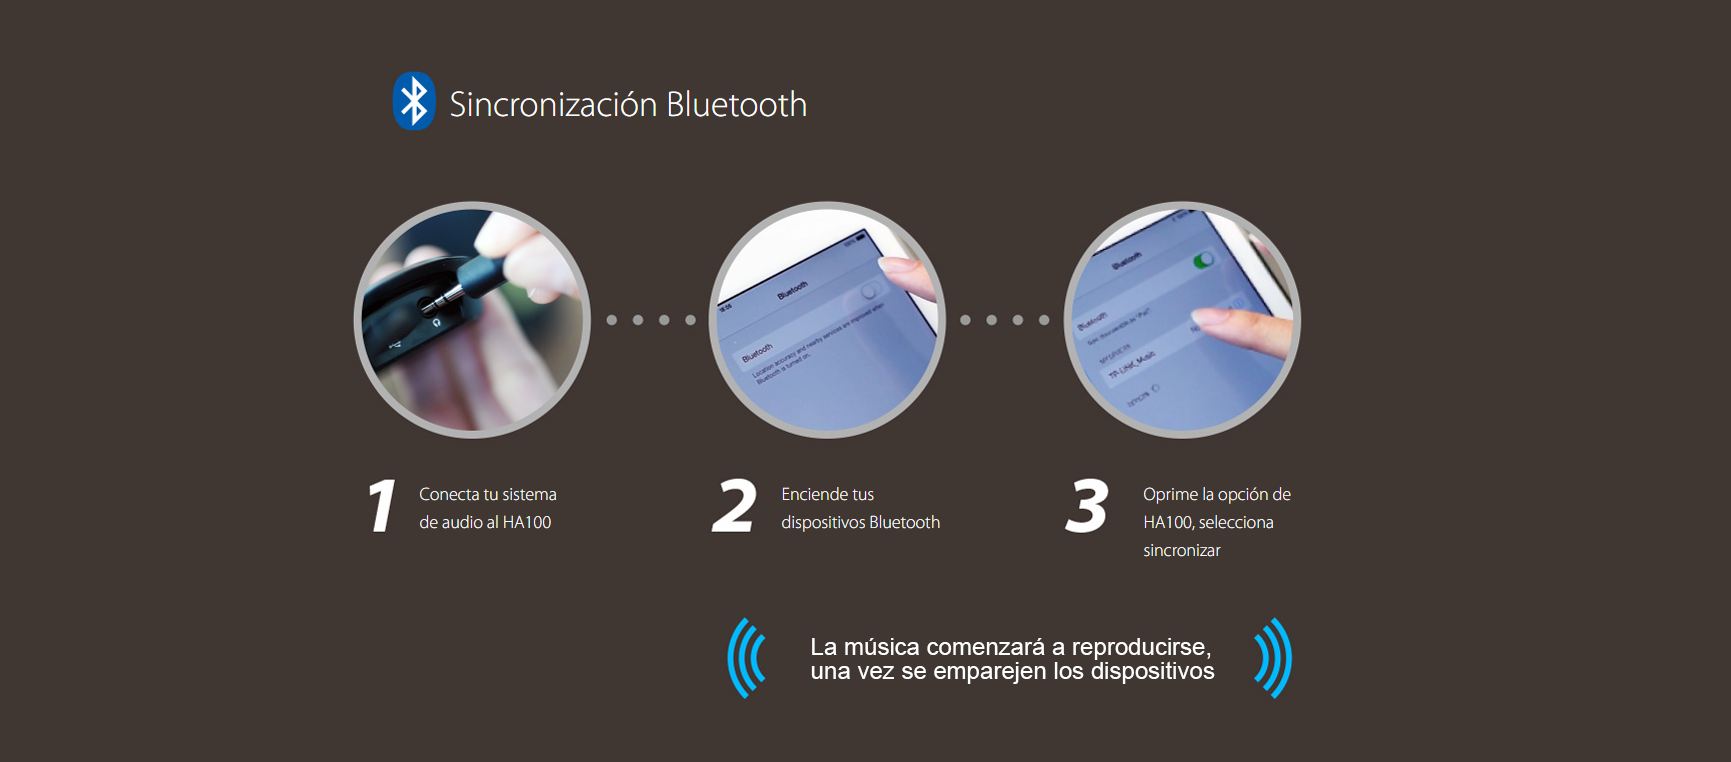 Sincronización Bluetooth
Bluetooth
Bluetooth
Location accuracy and nearby services are improved when
Bluetooth is turned on.
Bluetooth
Bluetooth
1
Conecta tu sistema
de audio al HA100
2
Enciende tus
dispositivos Bluetooth
3
Oprime la opción de
HA100, selecciona
sincronizar
La música comenzará a reproducirse,
una vez se emparejen los dispositivos